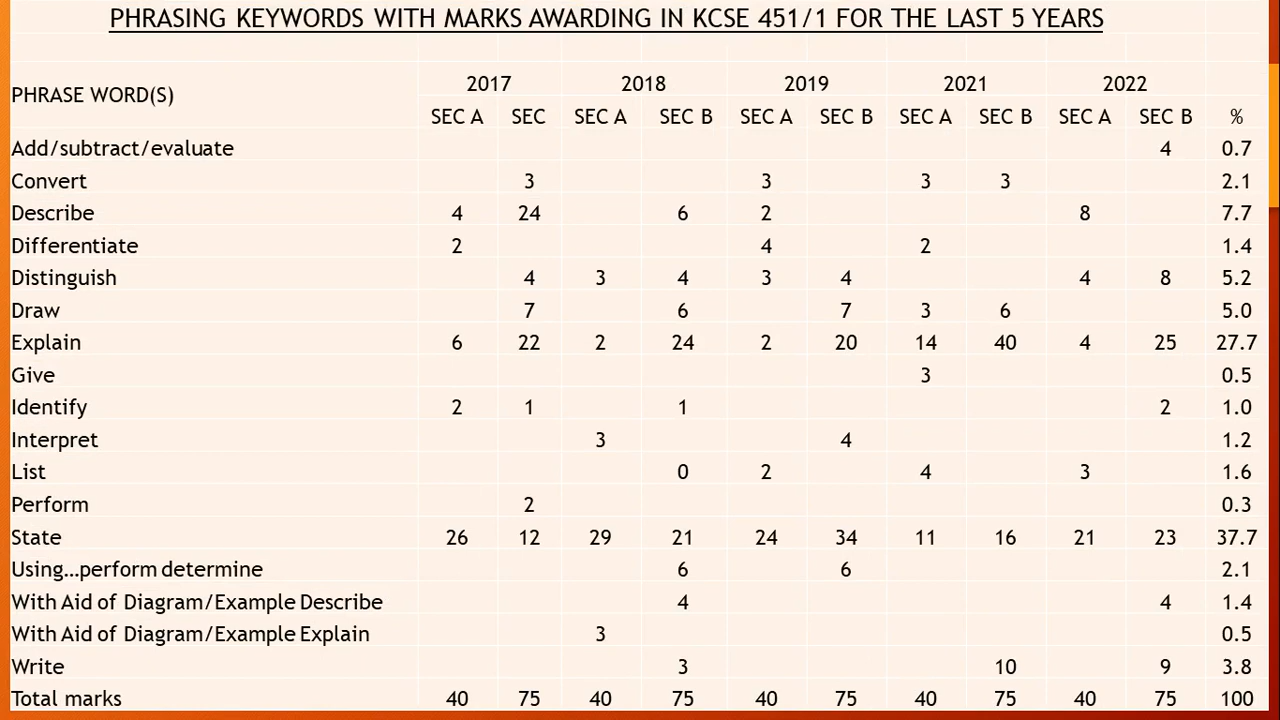 PHRASING KEYWORDS WITH MARKS AWARDING IN KCSE 451/1 FOR THE LAST 5 YEARS
PHRASE WORD(S) 2017 2018 2019 2021 2022
SEC A SEC SEC A SEC B SEC A SEC B SEC A SEC B SEC A SEC B %
Add/subtract/evaluate 4 0.7
Convert 3 3 3 3 2.1
Describe 4 24 6 2 8 7.7
Differentiate 2 4 2 1.4
Distinguish 4 3 4 3 4 4 8 5.2
Draw 7 6 7 3 6 5.0
Explain 6 22 2 24 2 20 14 40 4 25 27.7
Give 3 0.5
Identify 2 1 1 2 1.0
Interpret 3 4 1.2
List 0 2 4 3 1.6
Perform 2 0.3
State 26 12 29 21 24 34 11 16 21 23 37.7
Using...perform determine 6 6 2.1
With Aid of Diagram/Example Describe 4 4 1.4
With Aid of Diagram/Example Explain 3 0.5
Write 3 10 9 3.8
Total marks 40 75 40 75 40 75 40 75 40 75 100